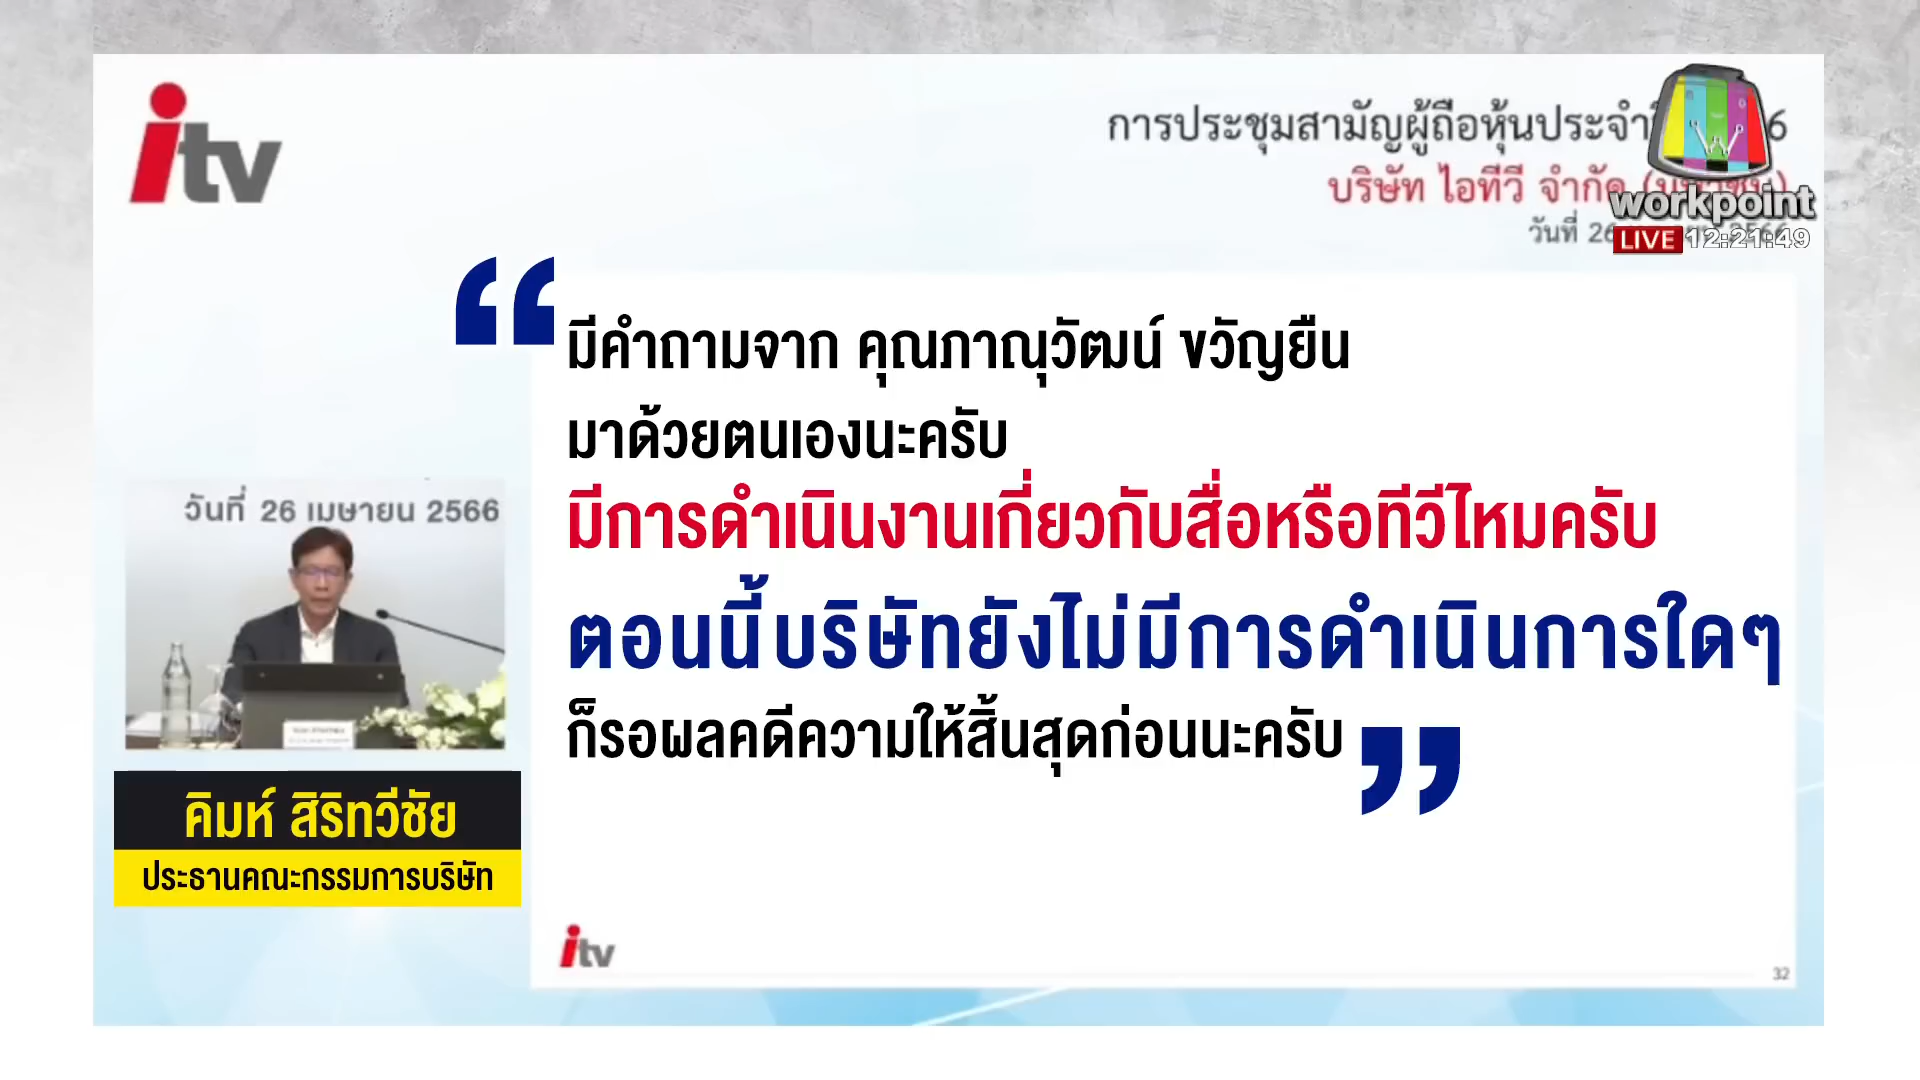 itv
การประชุมสามัญผู้ถือหุ้นประจำ 6
บริษัท ไอทีวี จำกัด
วันที่ 26
workpoint
LIVE 12:21:49
“
มีคำถามจาก คุณภาณุวัฒน์ ขวัญยืน
มาด้วยตนเองนะครับ
มีการดำเนินงานเกี่ยวกับสื่อหรือทีวีไหมครับ
ตอนนี้บริษัทยังไม่มีการดำเนินการใดๆ
ก็รอผลคดีความให้สิ้นสุดก่อนนะครับ ”
วันที่ 26 เมษายน 2566
คิมห์ สิริทวีชัย
ประธานคณะกรรมการบริษัท
itv
32